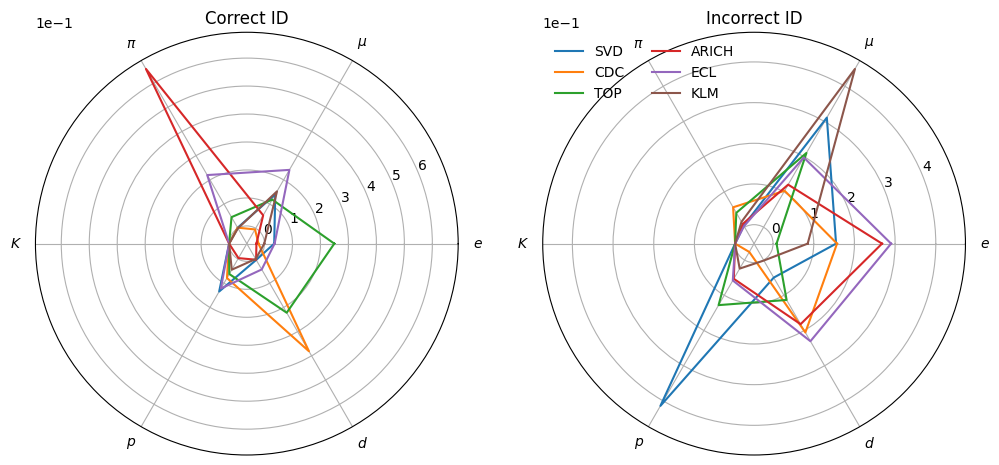 Correct ID
1e−1
π
μ
K
e
p
d
0
1
2
3
4
5
6
Incorrect ID
1e−1
π
μ
K
e
p
d
0
1
2
3
4
SVD
CDC
TOP
ARICH
ECL
KLM